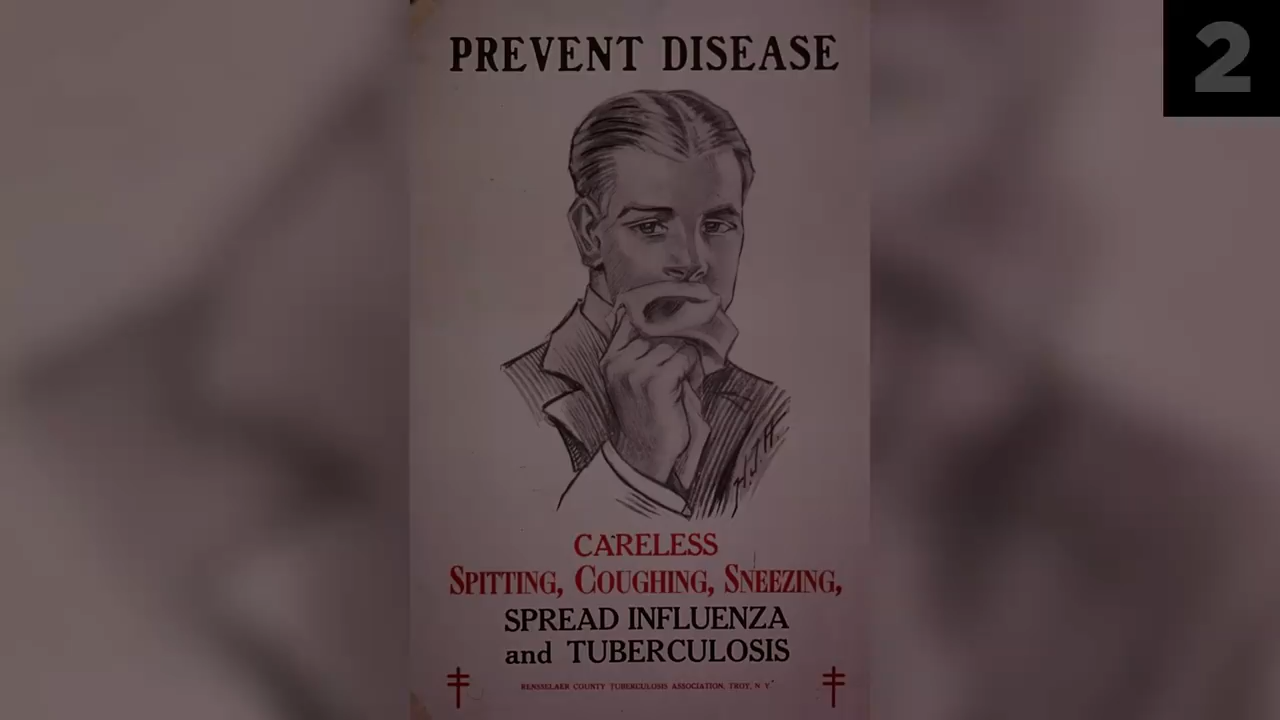 2
PREVENT DISEASE
H.J.H.
CARELESS
SPITTING, COUGHING, SNEEZING,
SPREAD INFLUENZA
and TUBERCULOSIS
RENSSELAER COUNTY TUBERCULOSIS ASSOCIATION, TROY, N. Y.